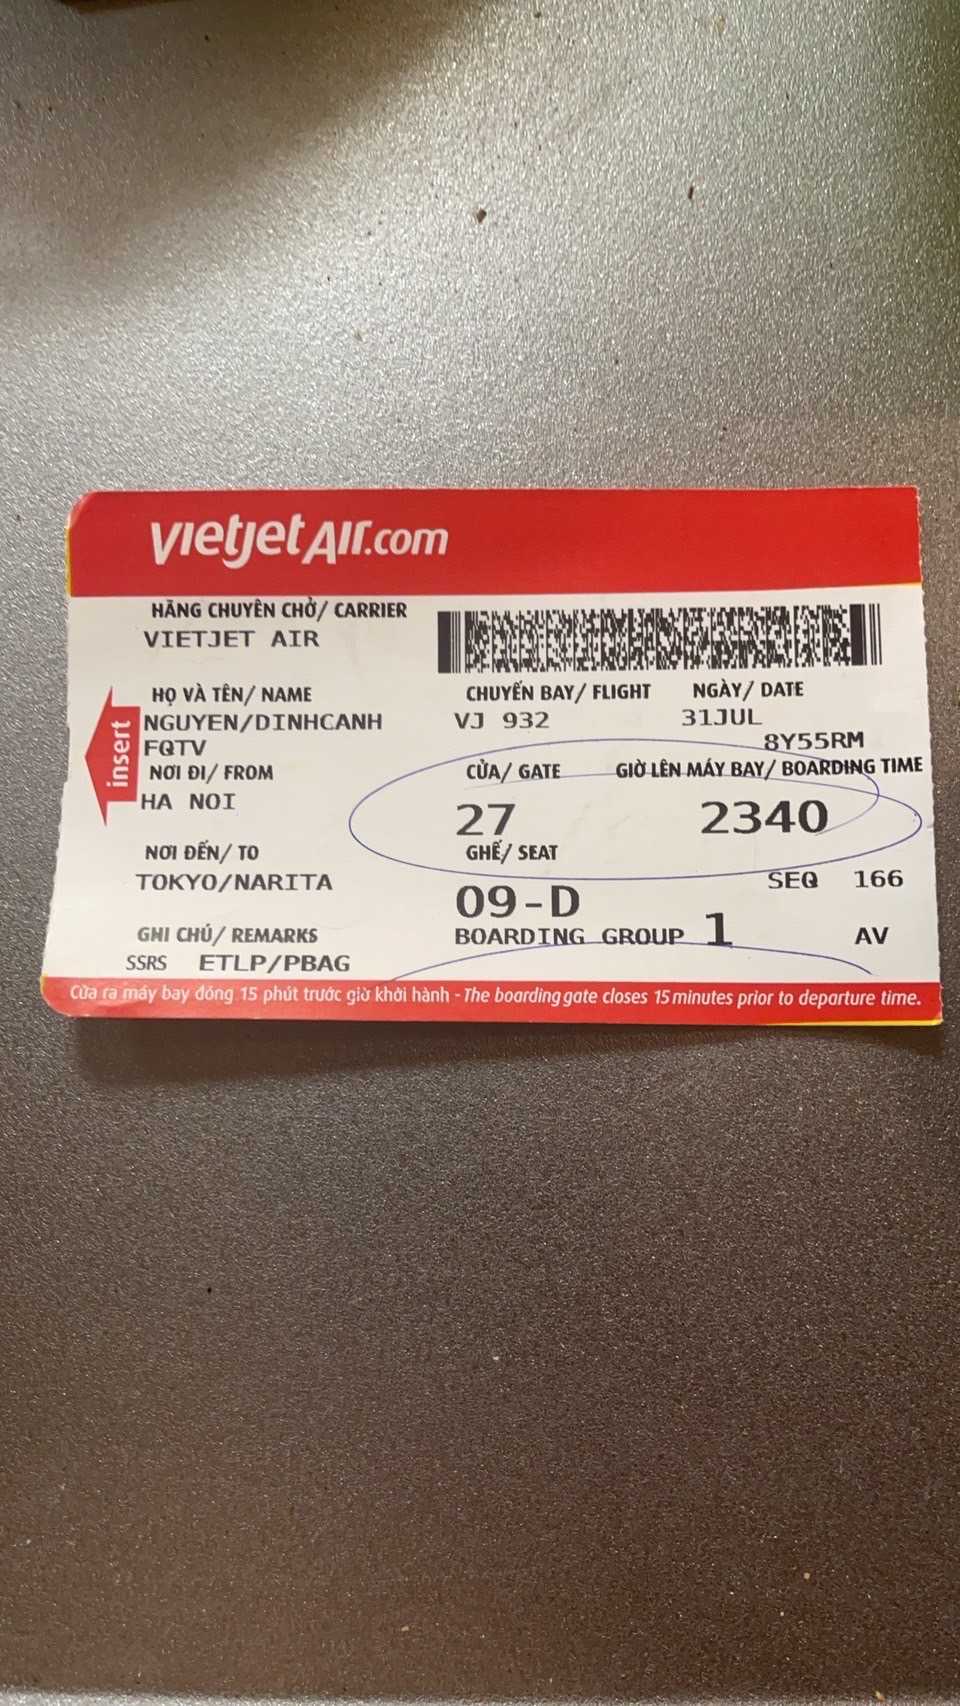 vietjetAir.com
HÃNG CHUYÊN CHỞ/ CARRIER
VIETJET AIR
HỌ VÀ TÊN/ NAME
CHUYẾN BAY/ FLIGHT
NGÀY/ DATE
NGUYEN/DINHCANH
VJ 932
31JUL
FQTV
8Y55RM
insert
NƠI ĐI/ FROM
CỬA/ GATE
GIỜ LÊN MÁY BAY/ BOARDING TIME
HA NOI
27
2340
NƠI ĐẾN/ TO
GHẾ/ SEAT
TOKYO/NARITA
09-D
SEQ 166
GHI CHÚ/ REMARKS
BOARDING GROUP 1
AV
SSRS ETLP/PBAG
Cửa ra máy bay đóng 15 phút trước giờ khởi hành - The boarding gate closes 15 minutes prior to departure time.